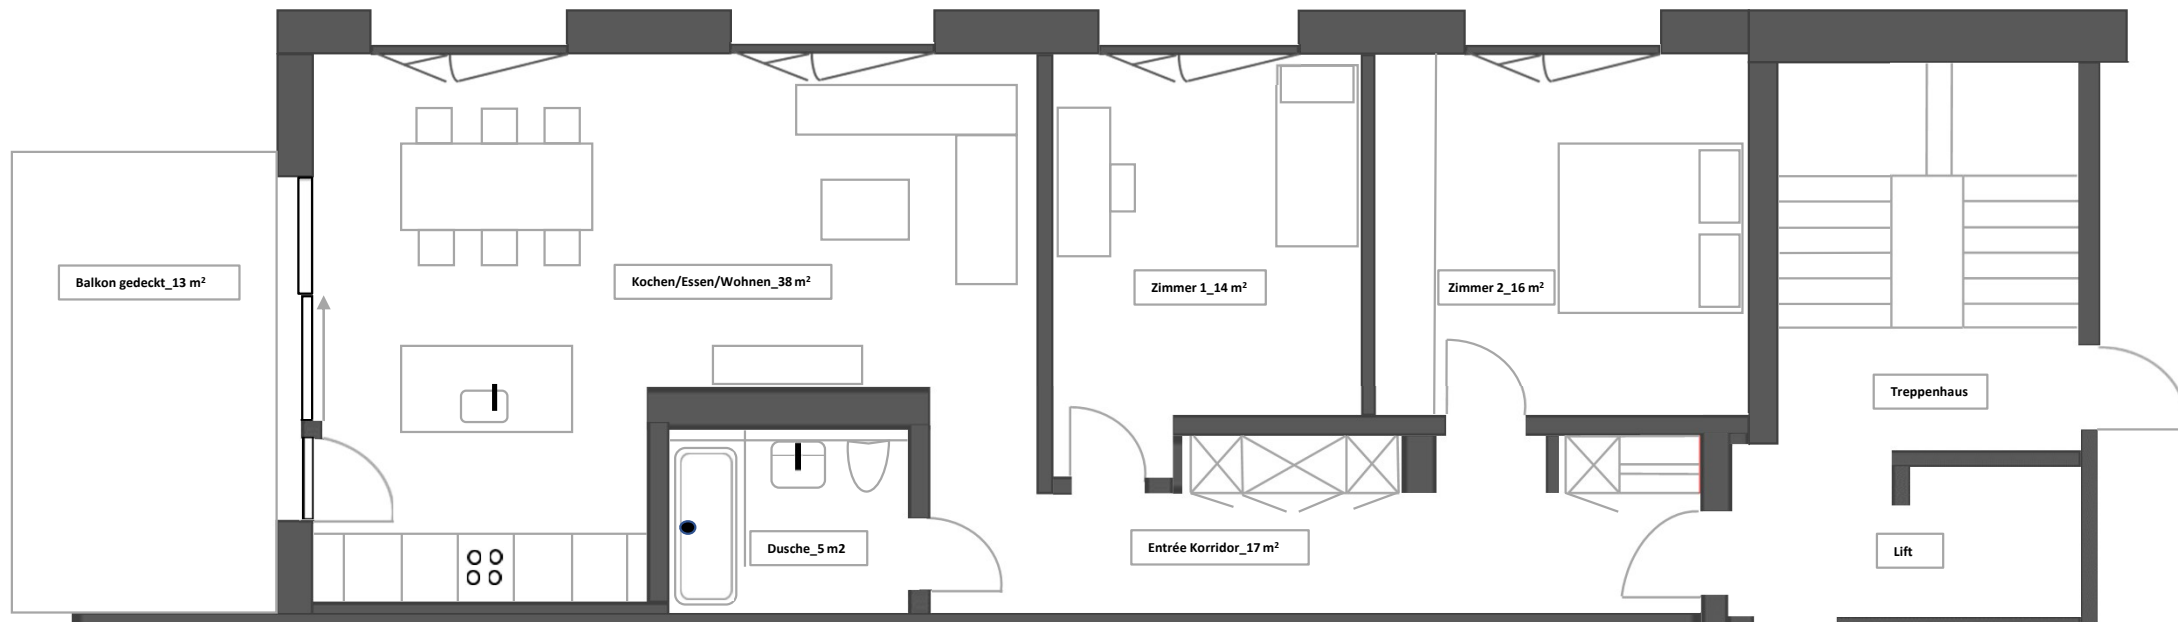 Balkon gedeckt_13 m²
Kochen/Essen/Wohnen_38 m²
Zimmer 1_14 m²
Zimmer 2_16 m²
Treppenhaus
Dusche_5 m2
Entrée Korridor_17 m²
Lift